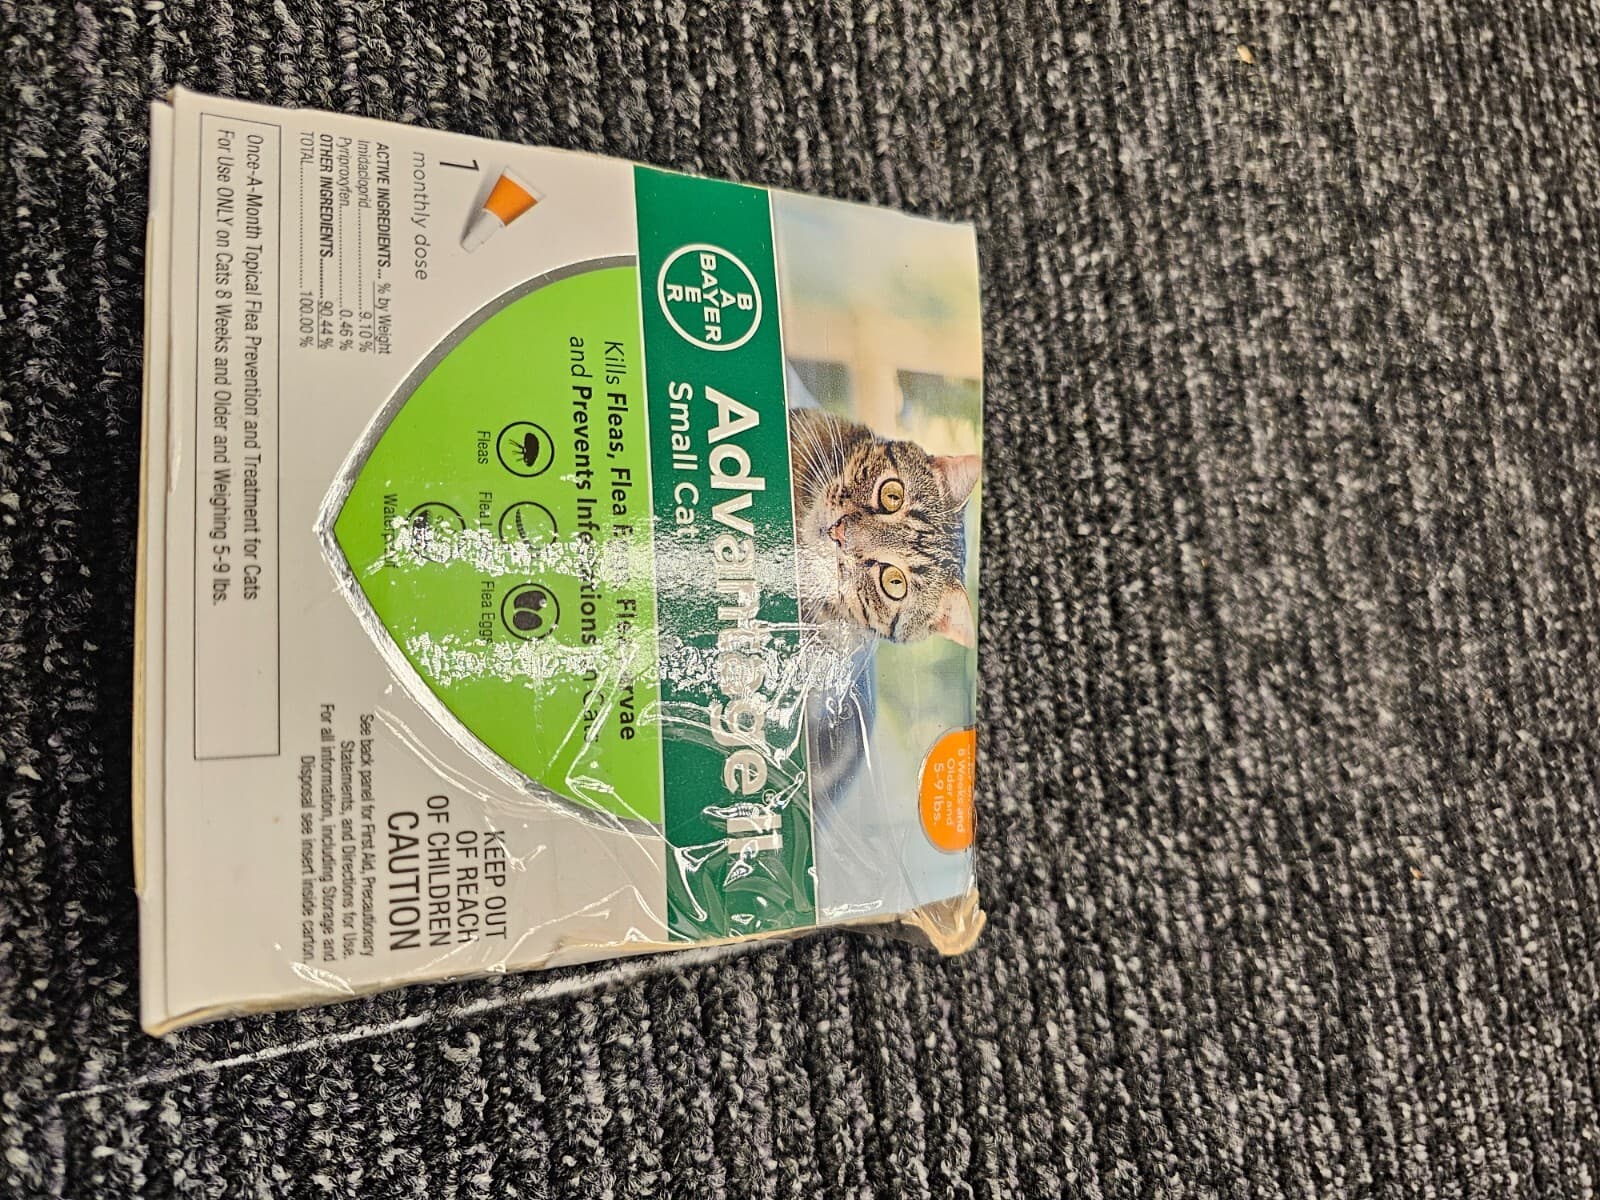 8 Weeks and
Older and
5-9 lbs.
B
A
BAYER
E
R
Advantage II
®
Small Cat
Kills Fleas, Flea Larvae
and Prevents Infestations on Cats
Fleas
Flea
Flea Eggs
Waterproof
1
monthly dose
ACTIVE INGREDIENTS... % by Weight
Imidacloprid..................9.10 %
Pyriproxyfen..................0.46 %
OTHER INGREDIENTS..........90.44 %
TOTAL.......................100.00 %
KEEP OUT
OF REACH
OF CHILDREN
CAUTION
See back panel for First Aid, Precautionary
Statements, and Directions for Use.
For all information, including Storage and
Disposal see insert inside carton.
Once-A-Month Topical Flea Prevention and Treatment for Cats
For Use ONLY on Cats 8 Weeks and Older and Weighing 5-9 lbs.